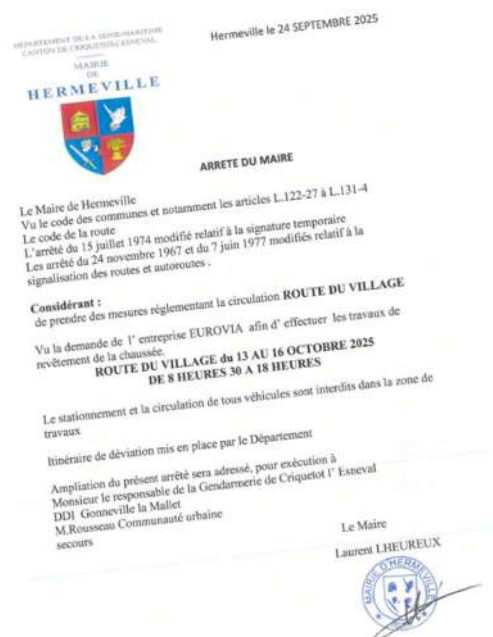 Hermeville le 24 SEPTEMBRE 2025
DEPARTEMENT DE LA SEINE-MARITIME
CANTON DE CRIQUETOT-L'ESNEVAL
MAIRIE
DE
HERMEVILLE
ARRETE DU MAIRE
Le Maire de Hermeville
Vu le code des communes et notamment les articles L.122-27 à L.131-4
Le code de la route
L'arrêté du 15 juillet 1974 modifié relatif à la signature temporaire
Les arrêté du 24 novembre 1967 et du 7 juin 1977 modifiés relatif à la
signalisation des routes et autoroutes .
Considérant :
de prendre des mesures réglementant la circulation ROUTE DU VILLAGE
Vu la demande de l' entreprise EUROVIA afin d' effectuer les travaux de
revêtement de la chaussée.
ROUTE DU VILLAGE du 13 AU 16 OCTOBRE 2025
DE 8 HEURES 30 A 18 HEURES
Le stationnement et la circulation de tous véhicules sont interdits dans la zone de
travaux
Itinéraire de déviation mis en place par le Département
Ampliation du présent arrêté sera adressé, pour exécution à
Monsieur le responsable de la Gendarmerie de Criquetot l' Esneval
DDI Gonneville la Mallet
M.Rousseau Communauté urbaine
secours
Le Maire
Laurent LHEUREUX
MAIRIE D'HERMEVILLE